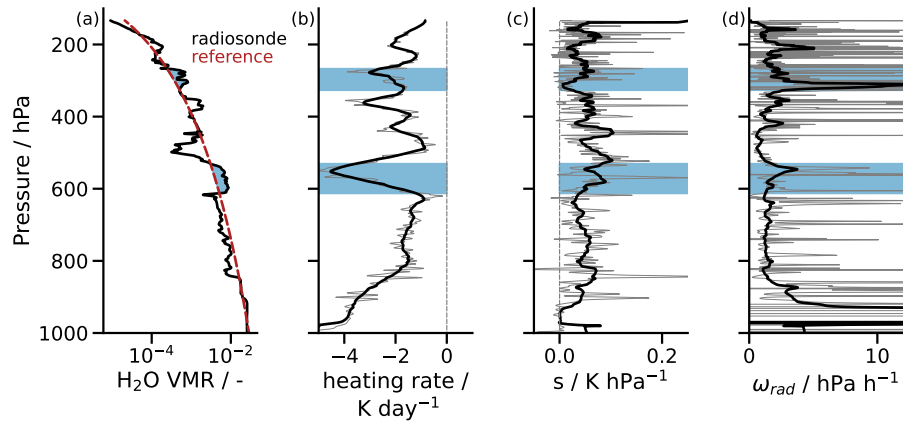 (a) (b) (c) (d)
radiosonde
reference
Pressure / hPa
200
400
600
800
1000
10⁻⁴ 10⁻² −4 −2 0 0.0 0.2 0 5 10
H₂O VMR / - heating rate / s / K hPa⁻¹ ω_rad / hPa h⁻¹
K day⁻¹